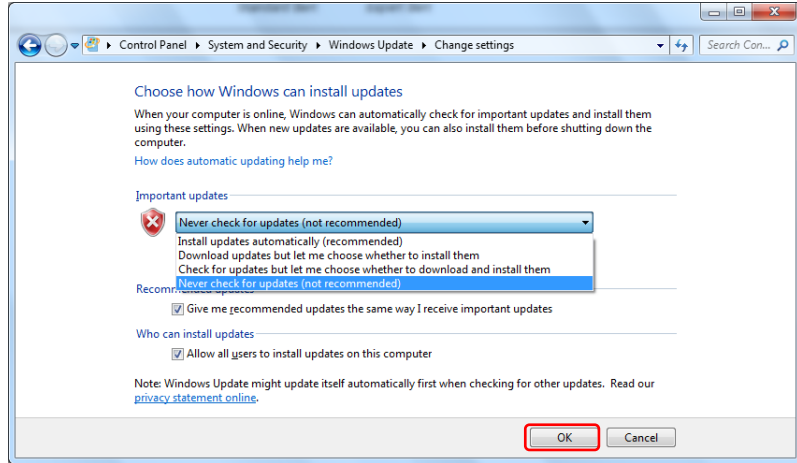 Control Panel ▸ System and Security ▸ Windows Update ▸ Change settings
Search Con...
Choose how Windows can install updates
When your computer is online, Windows can automatically check for important updates and install them
using these settings. When new updates are available, you can also install them before shutting down the
computer.
How does automatic updating help me?
Important updates
Never check for updates (not recommended)
Install updates automatically (recommended)
Download updates but let me choose whether to install them
Check for updates but let me choose whether to download and install them
Never check for updates (not recommended)
Give me recommended updates the same way I receive important updates
Who can install updates
Allow all users to install updates on this computer
Note: Windows Update might update itself automatically first when checking for other updates. Read our
privacy statement online.
OK Cancel